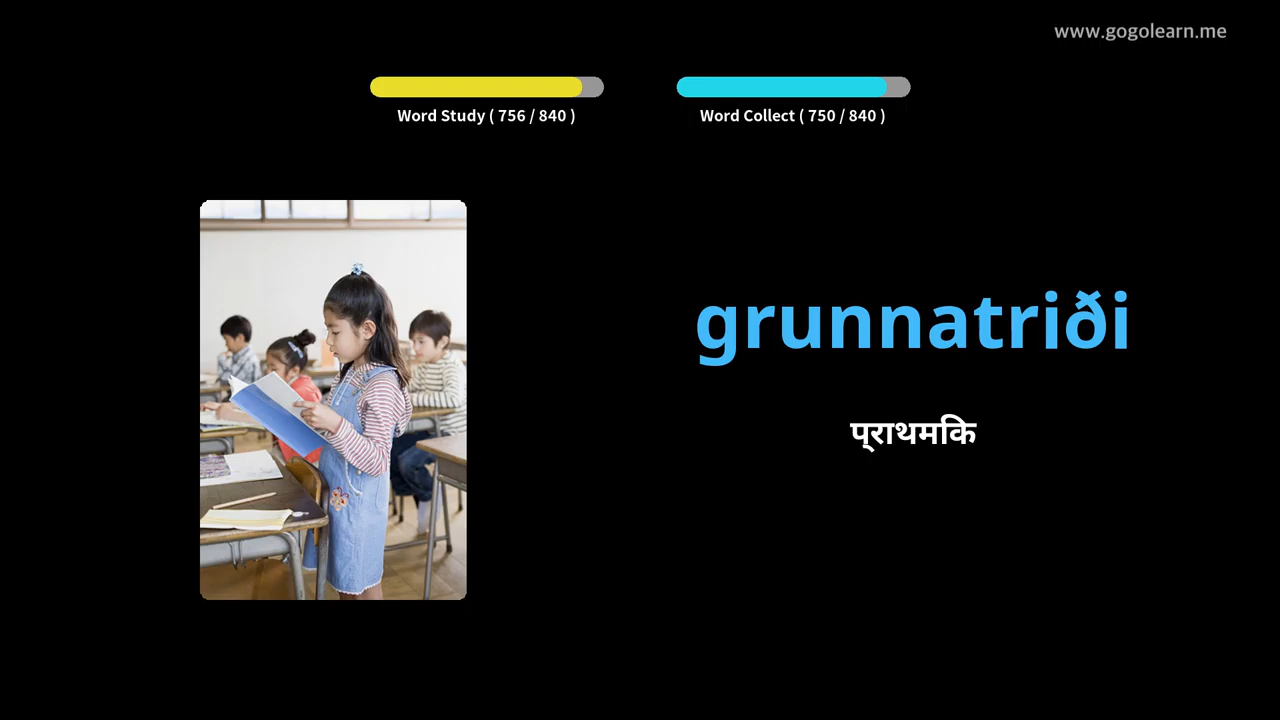 www.gogolearn.me
Word Study ( 756 / 840 )
Word Collect ( 750 / 840 )
grunnatriði
प्राथमकि